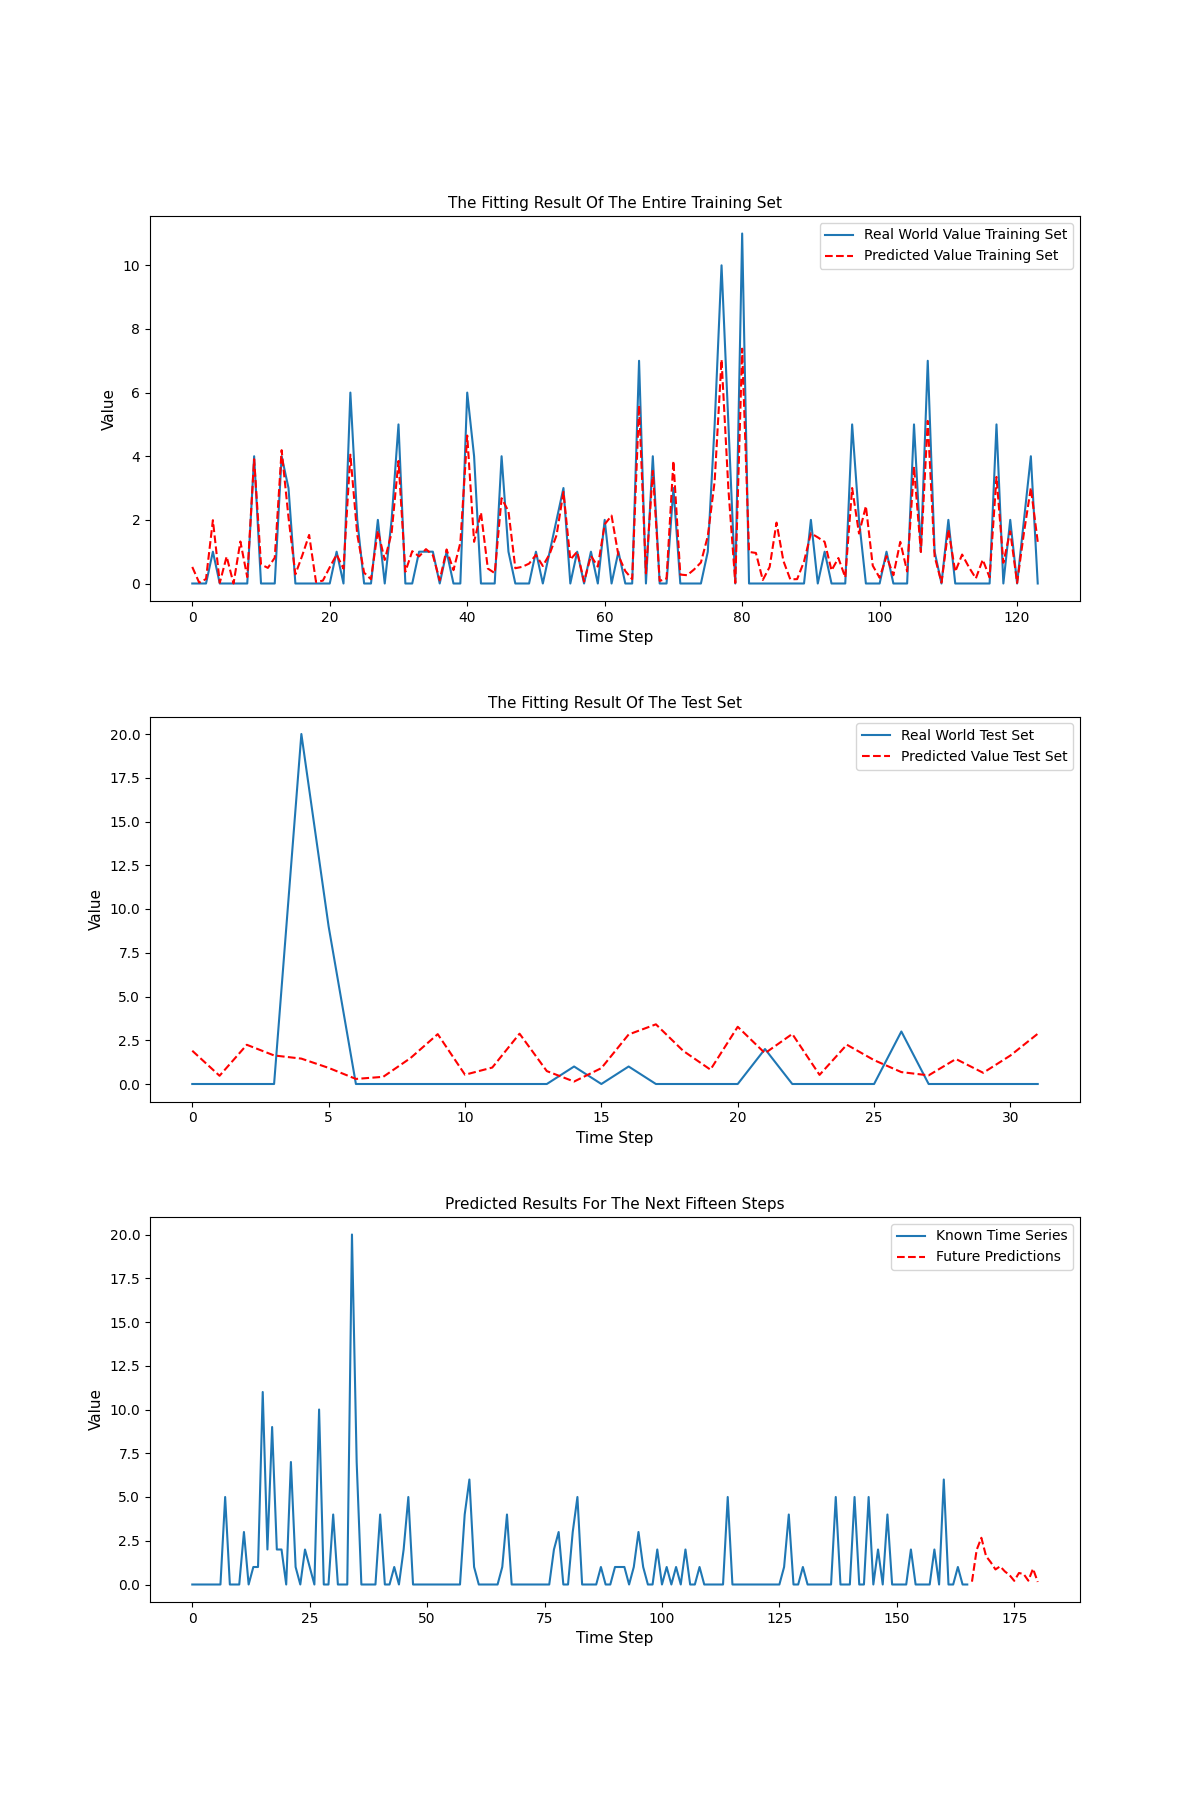 The Fitting Result Of The Entire Training Set
Real World Value Training Set
Predicted Value Training Set
Value
10
8
6
4
2
0
0 20 40 60 80 100 120
Time Step
The Fitting Result Of The Test Set
Real World Test Set
Predicted Value Test Set
Value
20.0
17.5
15.0
12.5
10.0
7.5
5.0
2.5
0.0
0 5 10 15 20 25 30
Time Step
Predicted Results For The Next Fifteen Steps
Known Time Series
Future Predictions
Value
20.0
17.5
15.0
12.5
10.0
7.5
5.0
2.5
0.0
0 25 50 75 100 125 150 175
Time Step